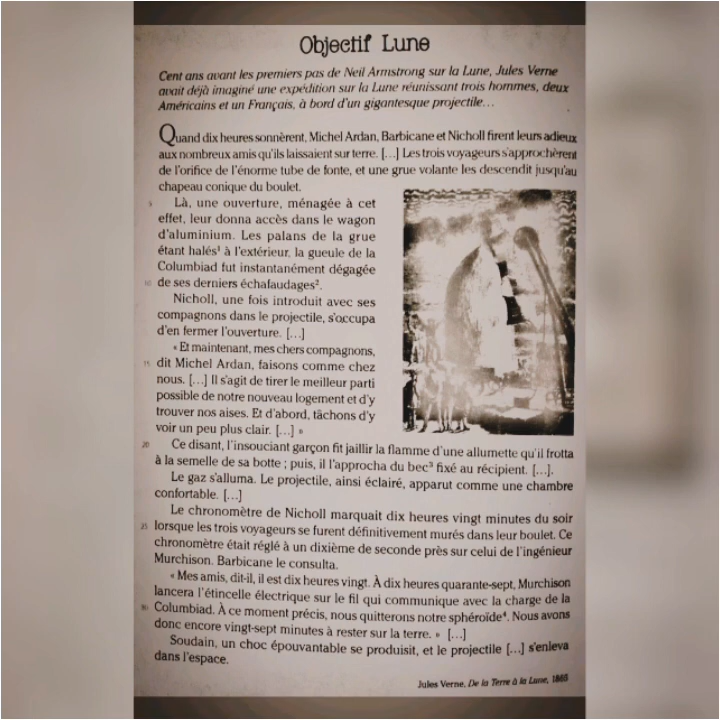 Objectif Lune
Cent ans avant les premiers pas de Neil Armstrong sur la Lune, Jules Verne
avait déjà imaginé une expédition sur la Lune réunissant trois hommes, deux
Américains et un Français, à bord d'un gigantesque projectile...
Quand dix heures sonnèrent, Michel Ardan, Barbicane et Nicholl firent leurs adieux
aux nombreux amis qu'ils laissaient sur terre. [...] Les trois voyageurs s'approchèrent
de l'orifice de l'énorme tube de fonte, et une grue volante les descendit jusqu'au
chapeau conique du boulet.
5 Là, une ouverture, ménagée à cet
effet, leur donna accès dans le wagon
d'aluminium. Les palans de la grue
étant halés¹ à l'extérieur, la gueule de la
Columbiad fut instantanément dégagée
10 de ses derniers échafaudages².
Nicholl, une fois introduit avec ses
compagnons dans le projectile, s'occupa
d'en fermer l'ouverture. [...]
« Et maintenant, mes chers compagnons,
15 dit Michel Ardan, faisons comme chez
nous. [...] Il s'agit de tirer le meilleur parti
possible de notre nouveau logement et d'y
trouver nos aises. Et d'abord, tâchons d'y
voir un peu plus clair. [...] »
20 Ce disant, l'insouciant garçon fit jaillir la flamme d'une allumette qu'il frotta
à la semelle de sa botte ; puis, il l'approcha du bec³ fixé au récipient. [...].
Le gaz s'alluma. Le projectile, ainsi éclairé, apparut comme une chambre
confortable. [...]
Le chronomètre de Nicholl marquait dix heures vingt minutes du soir
25 lorsque les trois voyageurs se furent définitivement murés dans leur boulet. Ce
chronomètre était réglé à un dixième de seconde près sur celui de l'ingénieur
Murchison. Barbicane le consulta.
« Mes amis, dit-il, il est dix heures vingt. À dix heures quarante-sept, Murchison
lancera l'étincelle électrique sur le fil qui communique avec la charge de la
30 Columbiad. À ce moment précis, nous quitterons notre sphéroïde⁴. Nous avons
donc encore vingt-sept minutes à rester sur la terre. » [...]
Soudain, un choc épouvantable se produisit, et le projectile [...] s'enleva
dans l'espace.
Jules Verne, De la Terre à la Lune, 1865